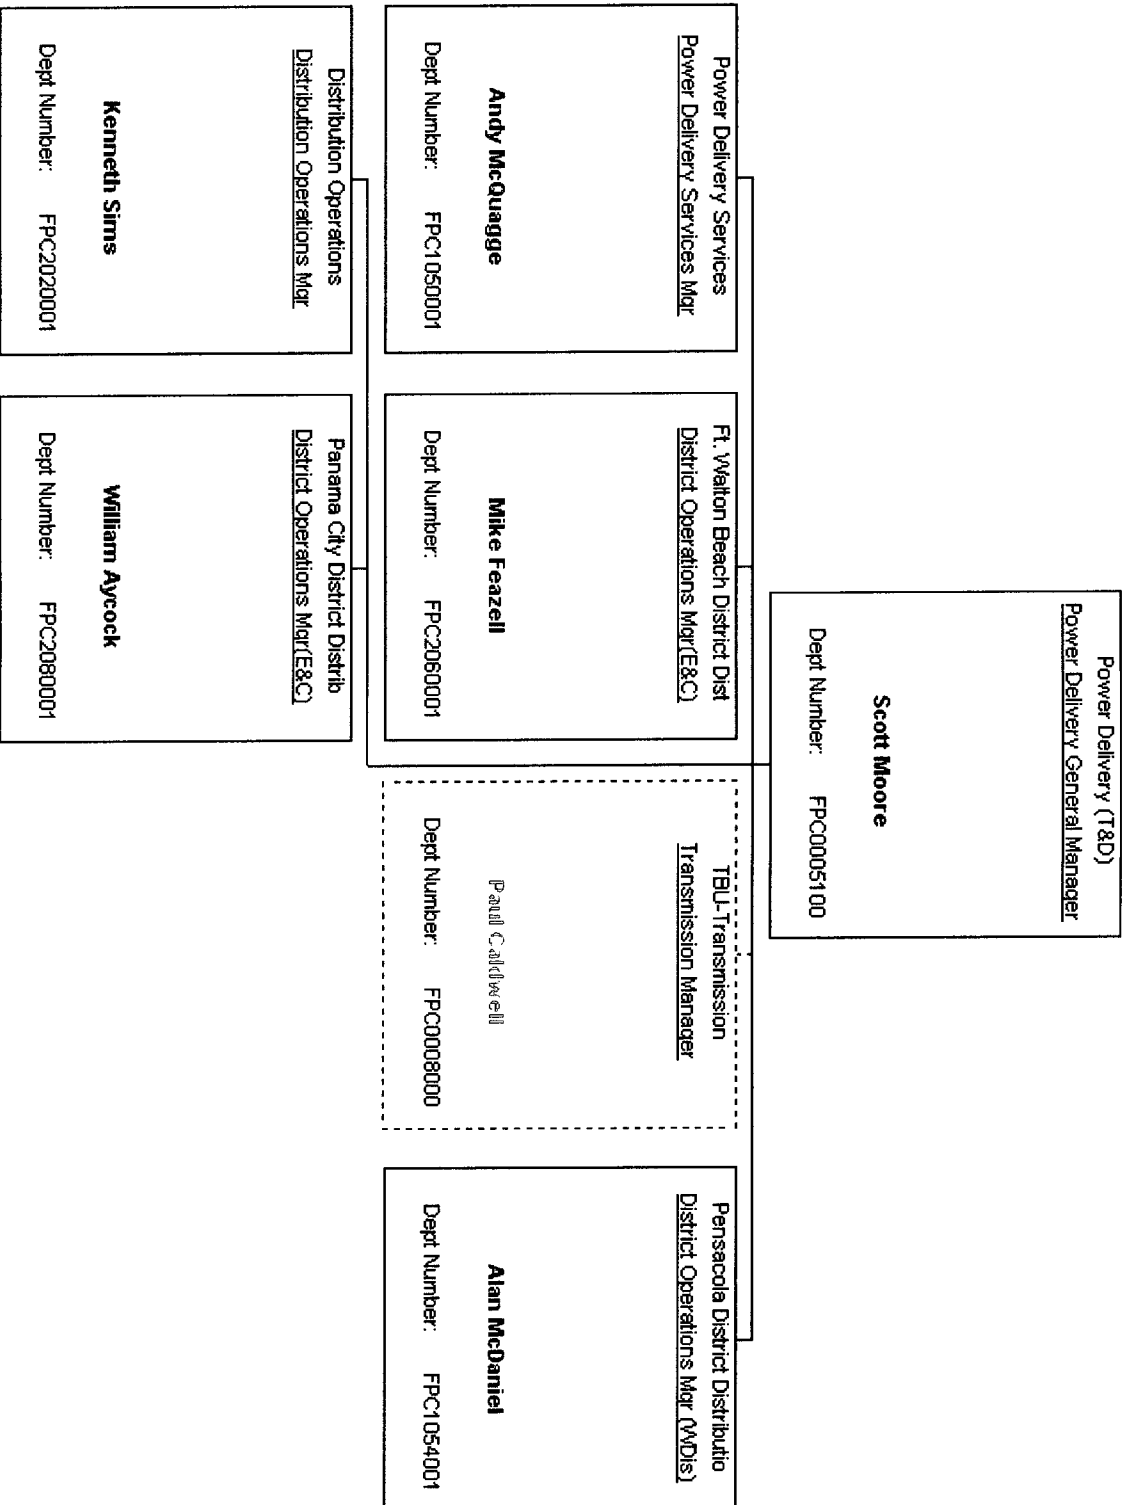 Power Delivery (T&D)
Power Delivery General Manager
Scott Moore
Dept Number: FPC0005100
Power Delivery Services
Power Delivery Services Mgr
Andy McQuagge
Dept Number: FPC1050001
Ft. Walton Beach District Dist
District Operations Mgr(E&C)
Mike Feazell
Dept Number: FPC2060001
TBU-Transmission
Transmission Manager
Paul Caldwell
Dept Number: FPC0008000
Pensacola District Distributio
District Operations Mgr (WDis)
Alan McDaniel
Dept Number: FPC1054001
Distribution Operations
Distribution Operations Mgr
Kenneth Sims
Dept Number: FPC2020001
Panama City District Distrib
District Operations Mgr(E&C)
William Aycock
Dept Number: FPC2080001